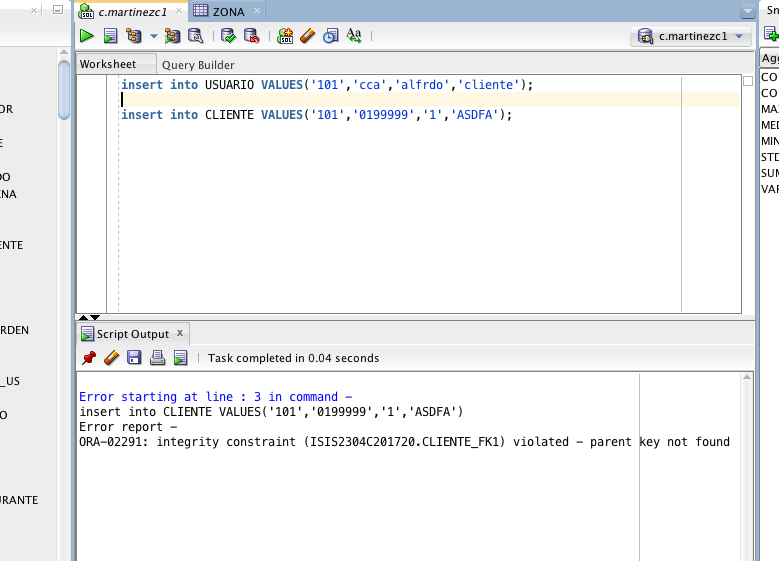 c.martinezc1
ZONA
Sn
c.martinezc1
Worksheet
Query Builder
Agg
insert into USUARIO VALUES('101','cca','alfrdo','cliente');
insert into CLIENTE VALUES('101','0199999','1','ASDFA');
CO
CO
MA
MED
MIN
STD
SUM
VAR
OR
E
DO
NA
ENTE
RDEN
_US
O
URANTE
Script Output
Task completed in 0.04 seconds
Error starting at line : 3 in command -
insert into CLIENTE VALUES('101','0199999','1','ASDFA')
Error report -
ORA-02291: integrity constraint (ISIS2304C201720.CLIENTE_FK1) violated - parent key not found